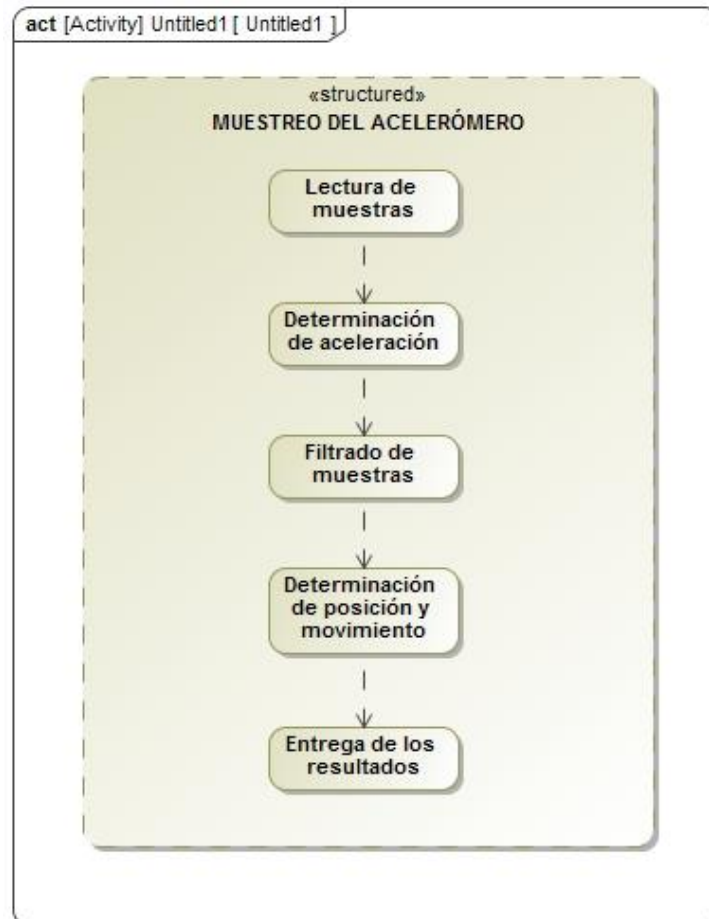 act [Activity] Untitled1 [ Untitled1 ]
«structured»
MUESTREO DEL ACELERÓMERO
Lectura de
muestras
Determinación
de aceleración
Filtrado de
muestras
Determinación
de posición y
movimiento
Entrega de los
resultados